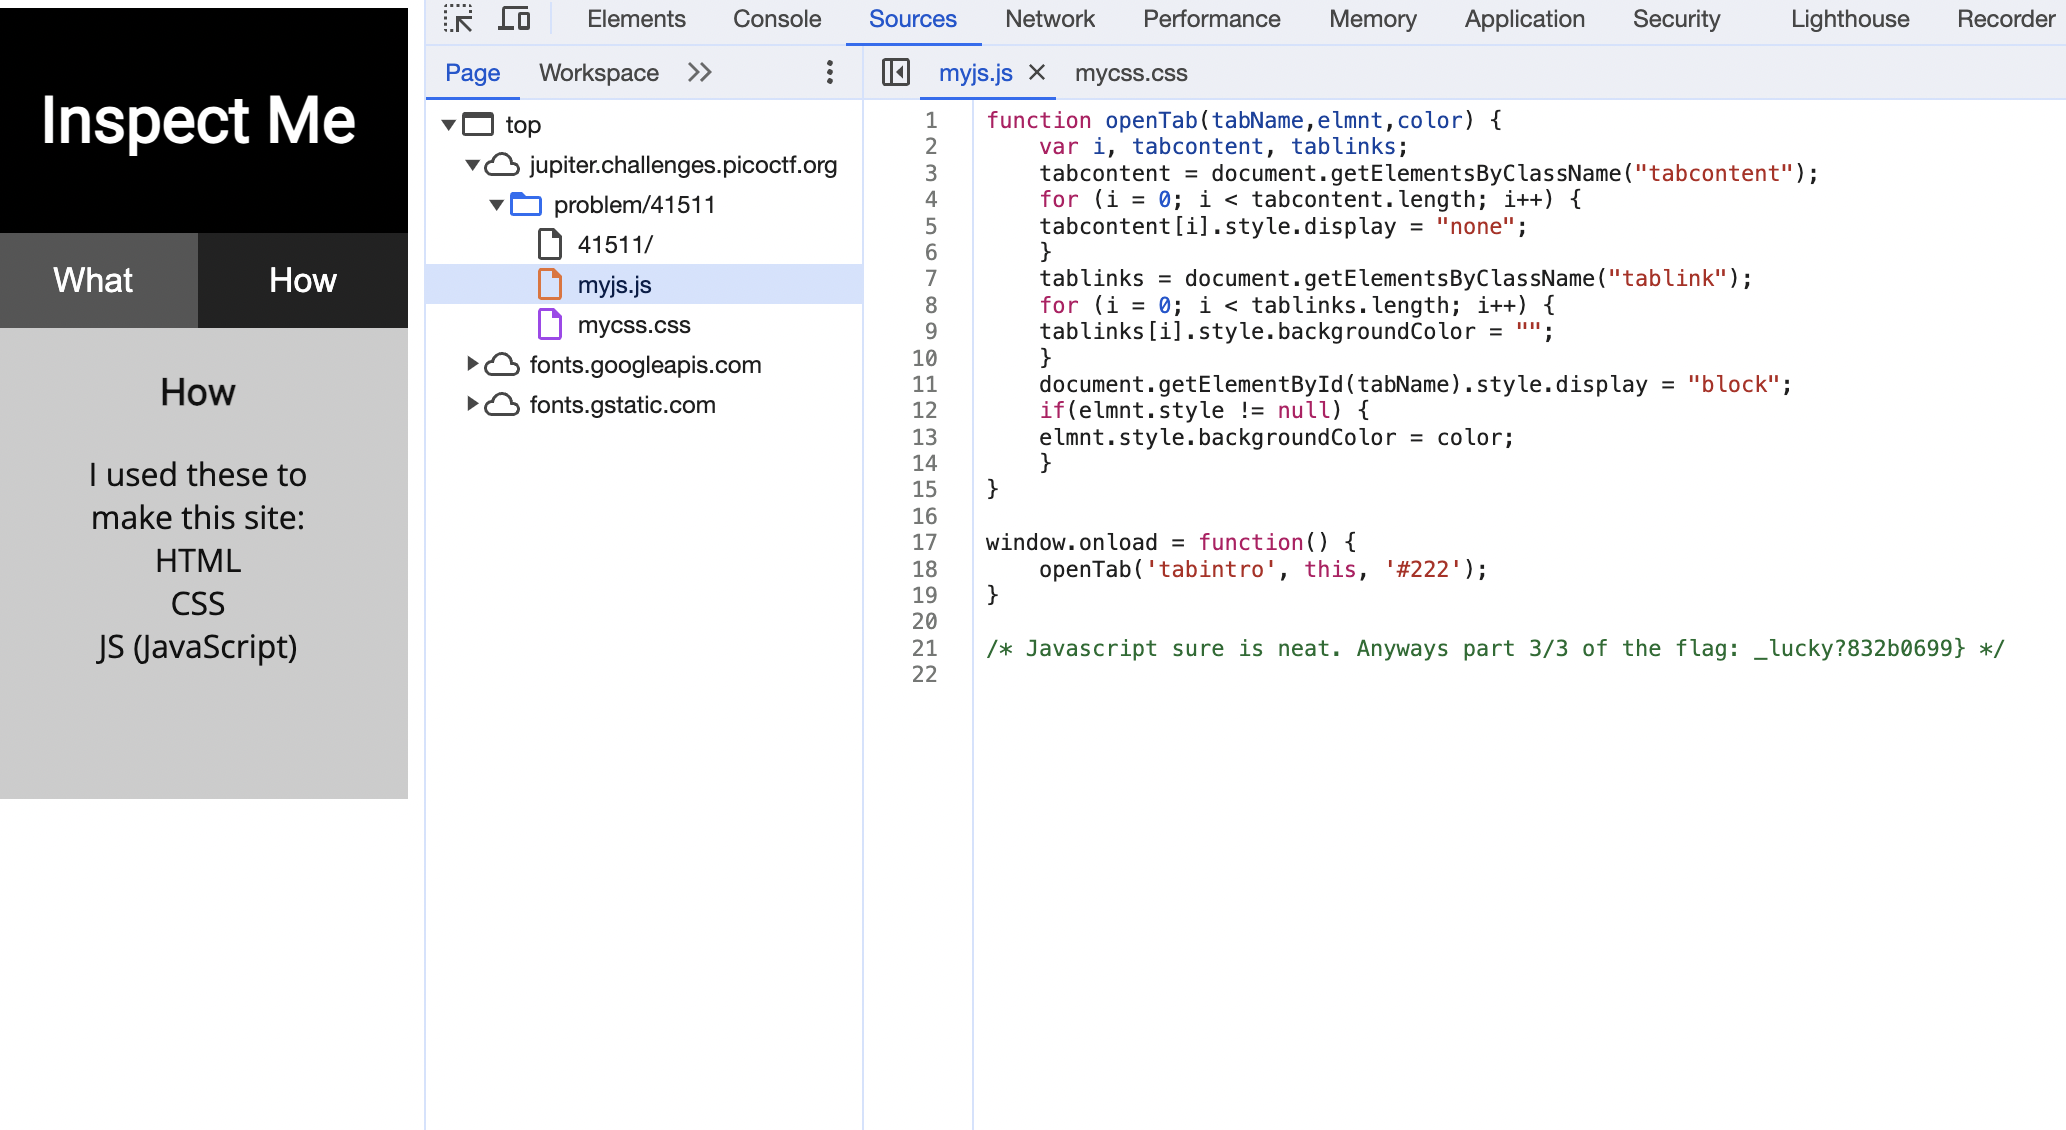 Inspect Me
What How
How
I used these to
make this site:
HTML
CSS
JS (JavaScript)
Elements Console Sources Network Performance Memory Application Security Lighthouse Recorder
Page Workspace
top
jupiter.challenges.picoctf.org
problem/41511
41511/
myjs.js
mycss.css
fonts.googleapis.com
fonts.gstatic.com
myjs.js × mycss.css
1 function openTab(tabName,elmnt,color) {
2     var i, tabcontent, tablinks;
3     tabcontent = document.getElementsByClassName("tabcontent");
4     for (i = 0; i < tabcontent.length; i++) {
5     tabcontent[i].style.display = "none";
6     }
7     tablinks = document.getElementsByClassName("tablink");
8     for (i = 0; i < tablinks.length; i++) {
9     tablinks[i].style.backgroundColor = "";
10     }
11     document.getElementById(tabName).style.display = "block";
12     if(elmnt.style != null) {
13     elmnt.style.backgroundColor = color;
14     }
15 }
16
17 window.onload = function() {
18     openTab('tabintro', this, '#222');
19 }
20
21 /* Javascript sure is neat. Anyways part 3/3 of the flag: _lucky?832b0699} */
22